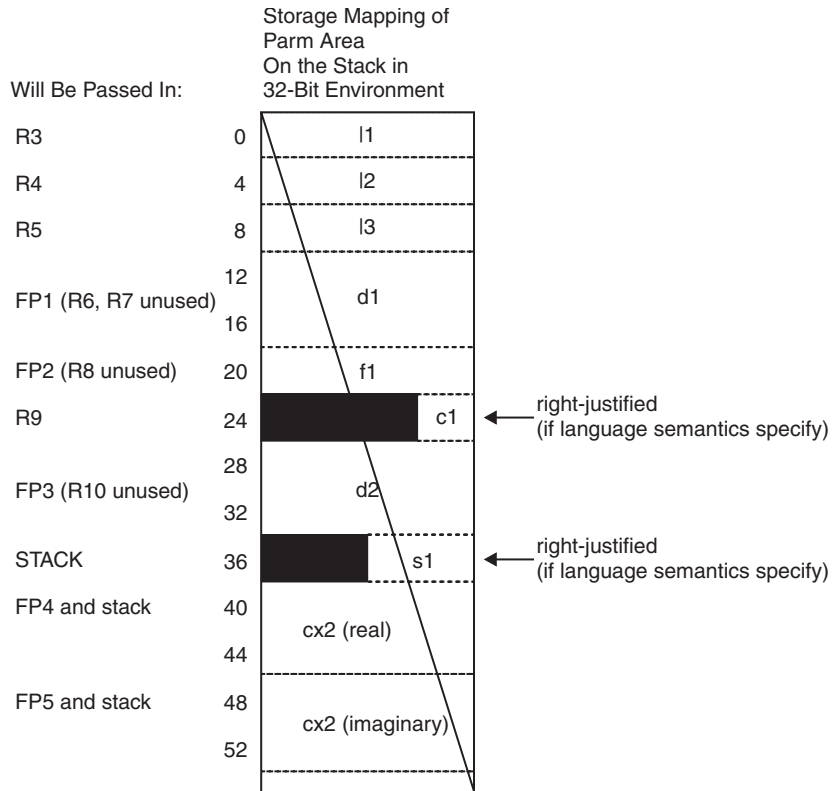 Storage Mapping of
Parm Area
On the Stack in
32-Bit Environment
Will Be Passed In:
R3 0 l1
R4 4 l2
R5 8 l3
12
FP1 (R6, R7 unused) d1
16
FP2 (R8 unused) 20 f1
R9 24 c1 right-justified
(if language semantics specify)
28
FP3 (R10 unused) d2
32
STACK 36 s1 right-justified
(if language semantics specify)
FP4 and stack 40
cx2 (real)
44
FP5 and stack 48
cx2 (imaginary)
52